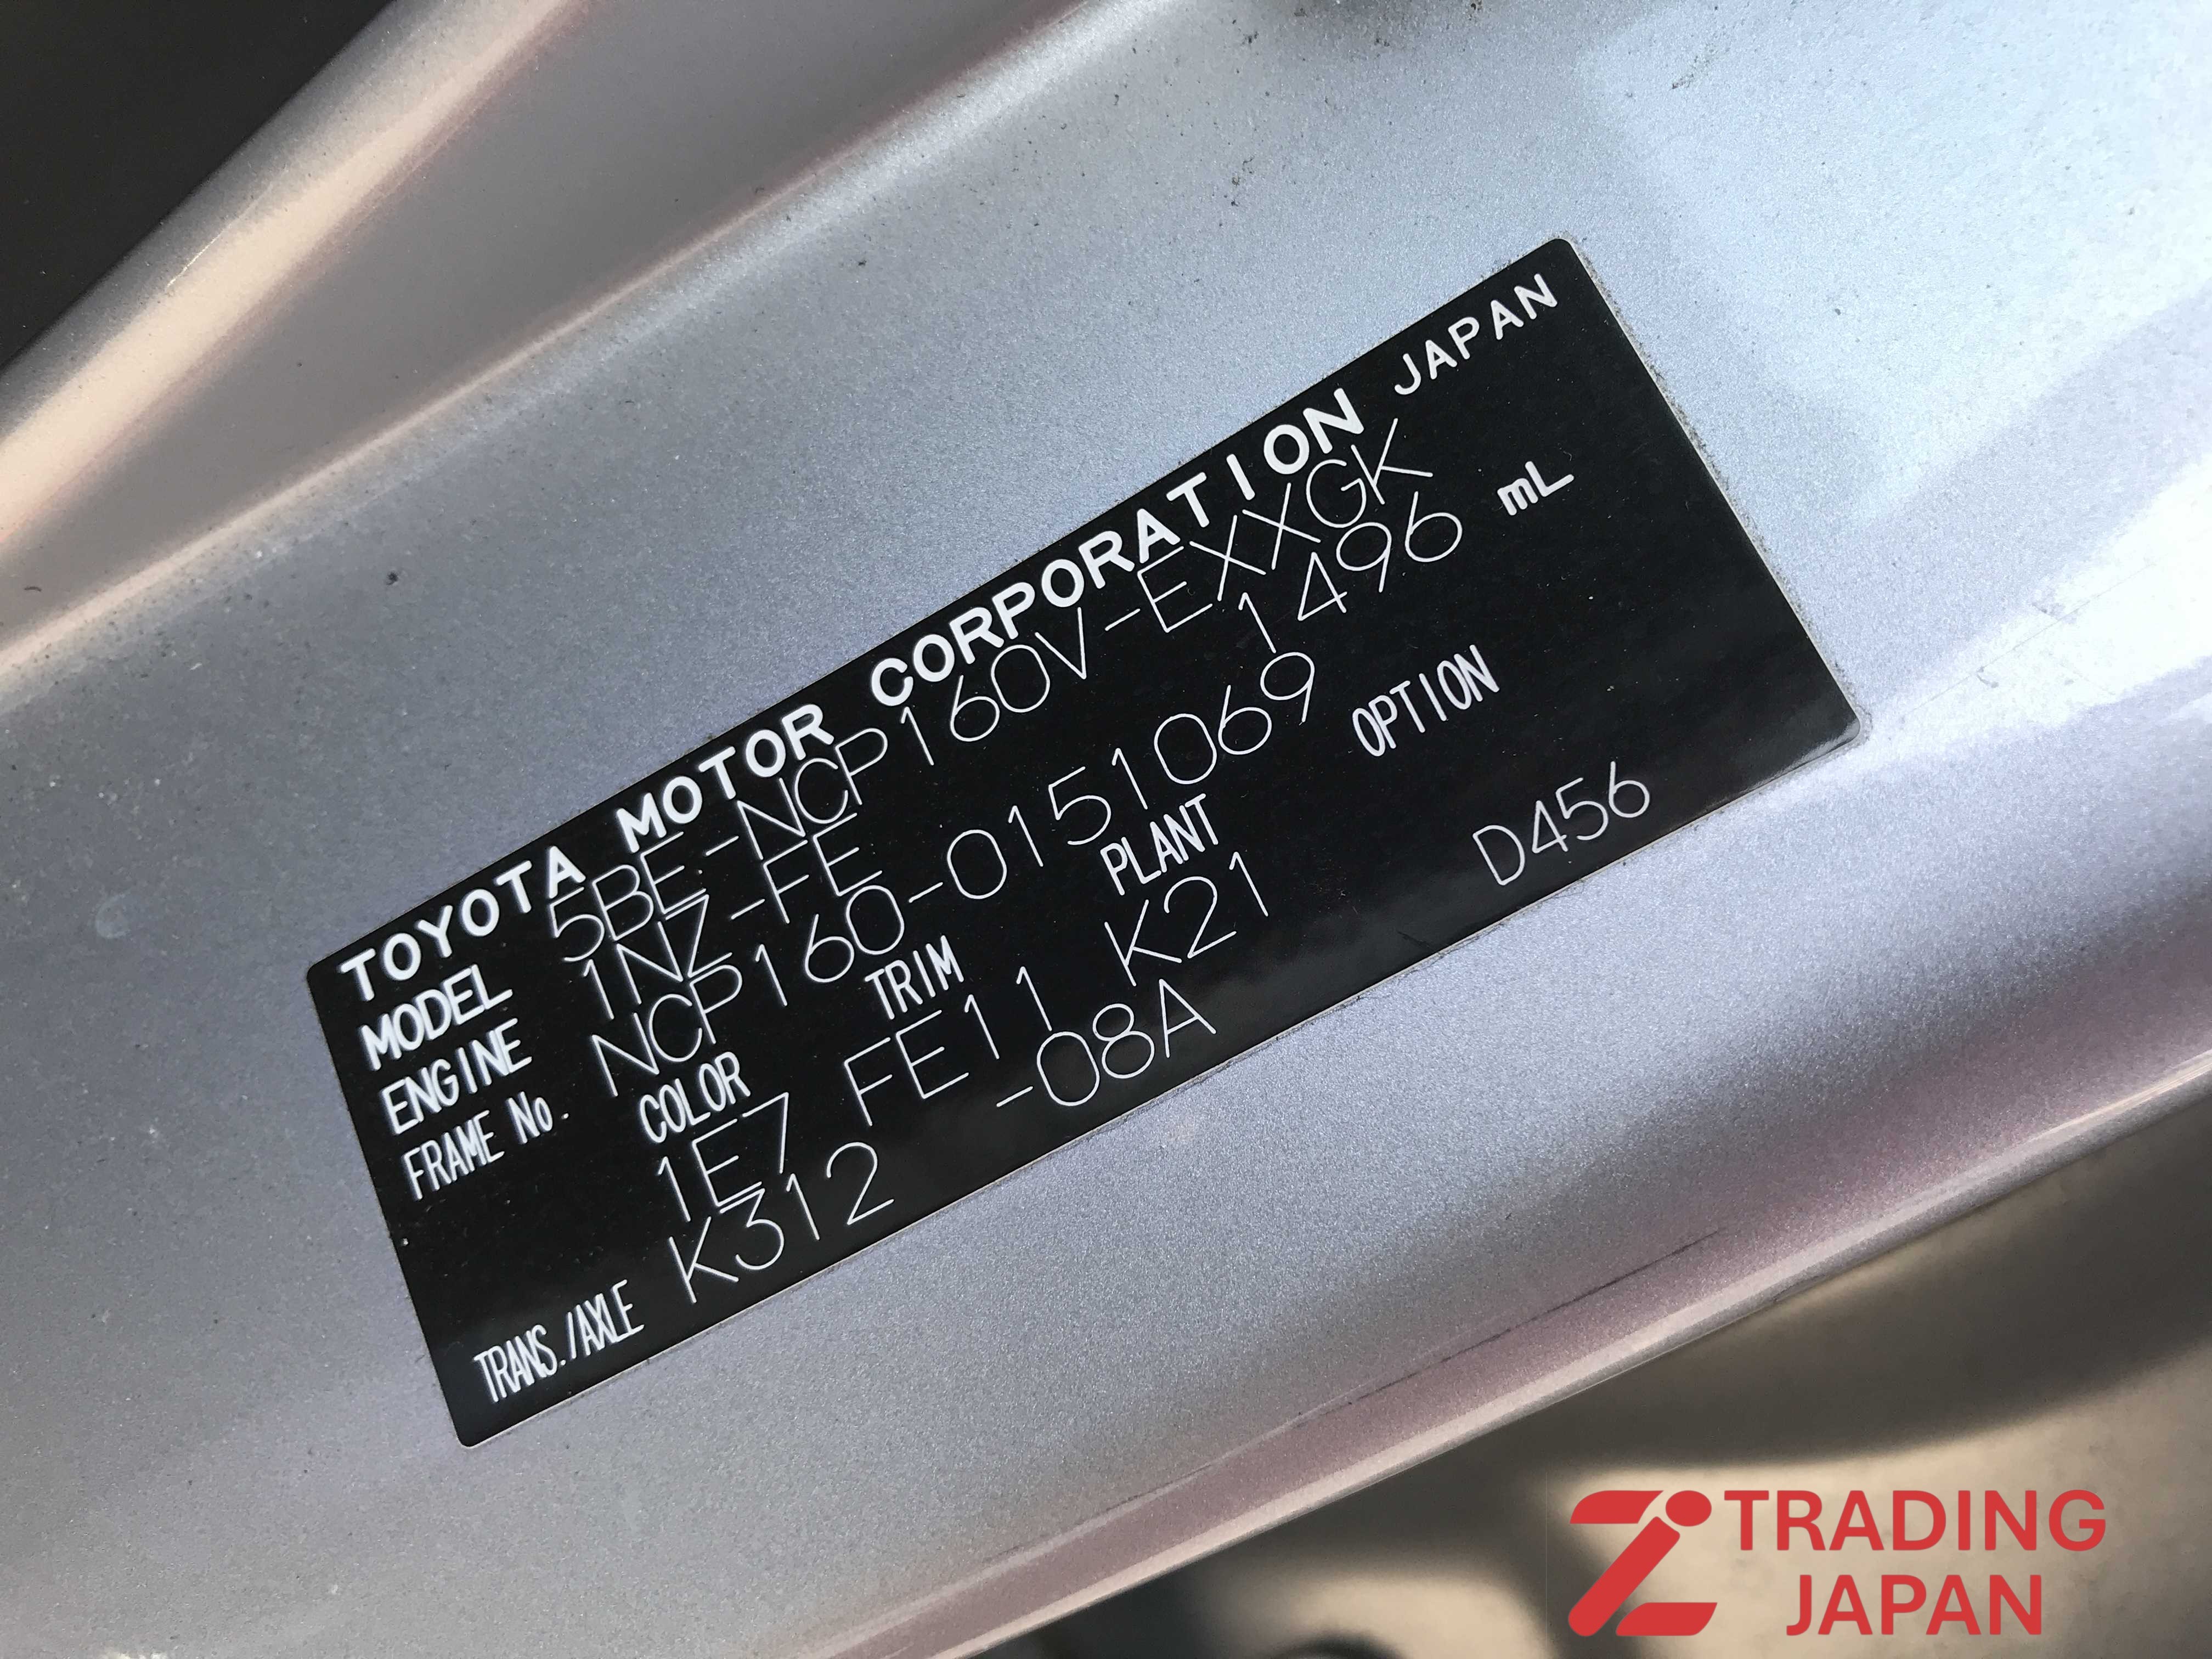 TOYOTA MOTOR CORPORATION JAPAN
MODEL 5BE-NCP160V-EXXGK
ENGINE 1NZ-FE 1496 mL
FRAME No. NCP160-0151069
COLOR TRIM PLANT OPTION
1E7 FE11 K21 D456
TRANS./AXLE K312 -08A
TRADING
JAPAN